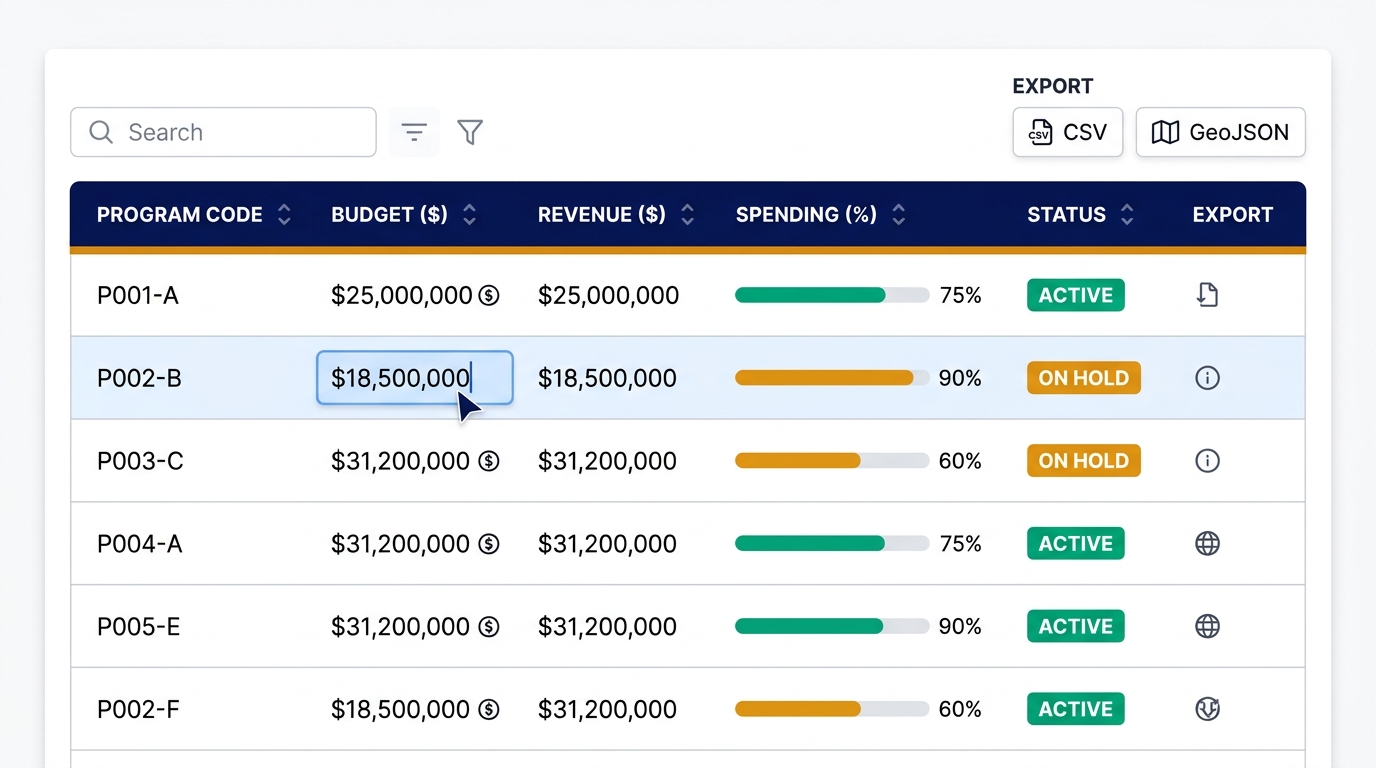 EXPORT
Search
CSV CSV
GeoJSON
PROGRAM CODE BUDGET ($) REVENUE ($) SPENDING (%) STATUS EXPORT
P001-A $25,000,000 $ $25,000,000 75% ACTIVE
P002-B $18,500,000 $18,500,000 90% ON HOLD
P003-C $31,200,000 $ $31,200,000 60% ON HOLD
P004-A $31,200,000 $ $31,200,000 75% ACTIVE
P005-E $31,200,000 $ $31,200,000 90% ACTIVE
P002-F $18,500,000 $ $31,200,000 60% ACTIVE